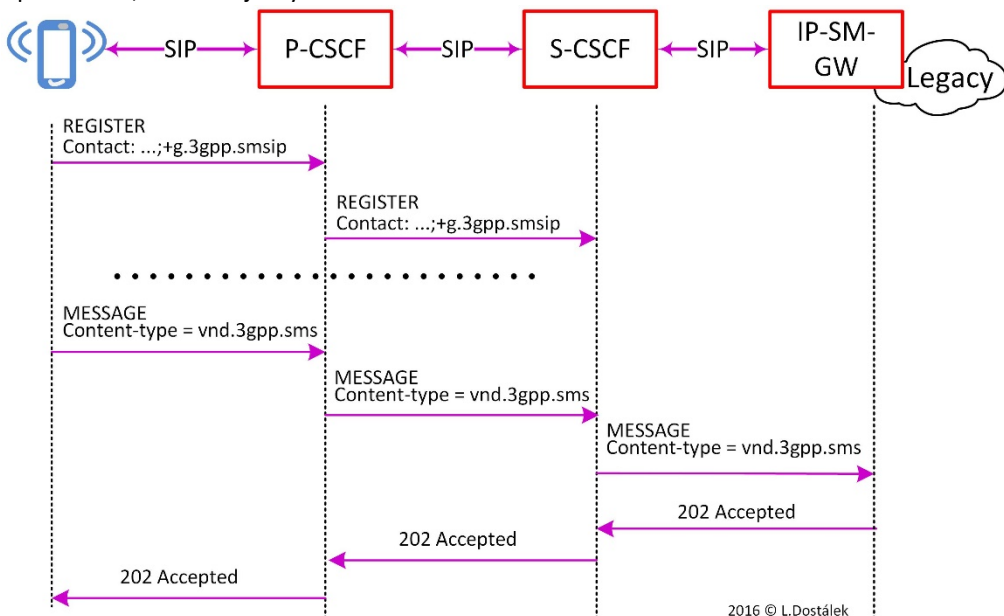 SIP
P-CSCF
SIP
S-CSCF
SIP
IP-SM-
GW
Legacy
REGISTER
Contact: ...;+g.3gpp.smsip
REGISTER
Contact: ...;+g.3gpp.smsip
MESSAGE
Content-type = vnd.3gpp.sms
MESSAGE
Content-type = vnd.3gpp.sms
MESSAGE
Content-type = vnd.3gpp.sms
202 Accepted
202 Accepted
202 Accepted
2016 © L.Dostálek